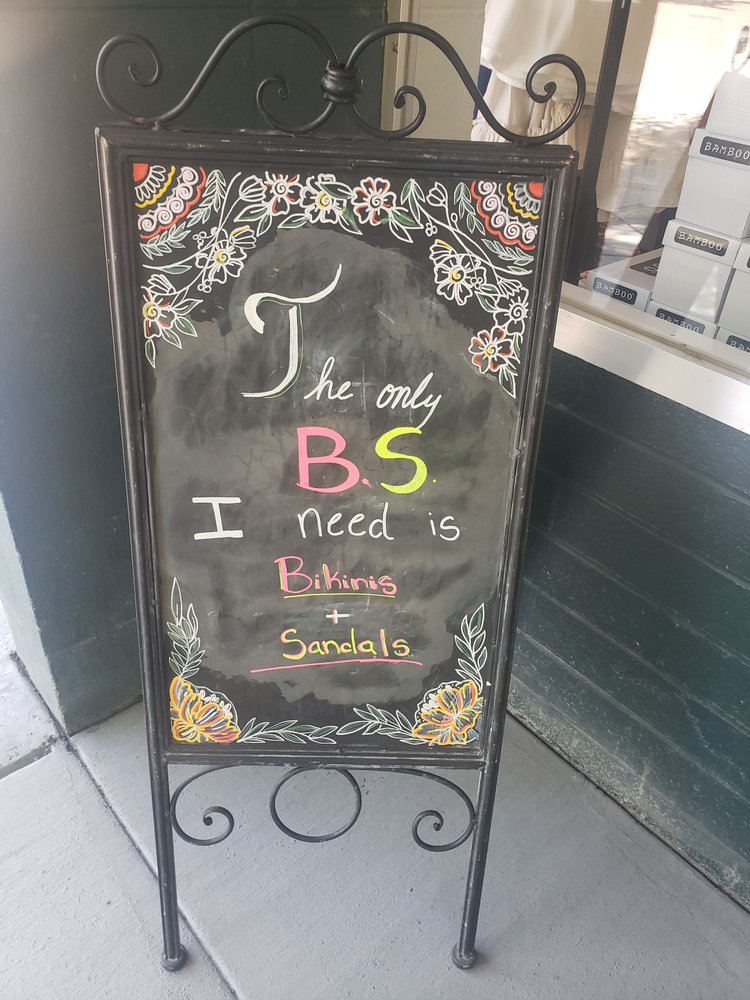 The only
B.S.
I need is
Bikinis
+
Sandals
BAMBOO
BAMBOO
BAMBOO
BAMBOO